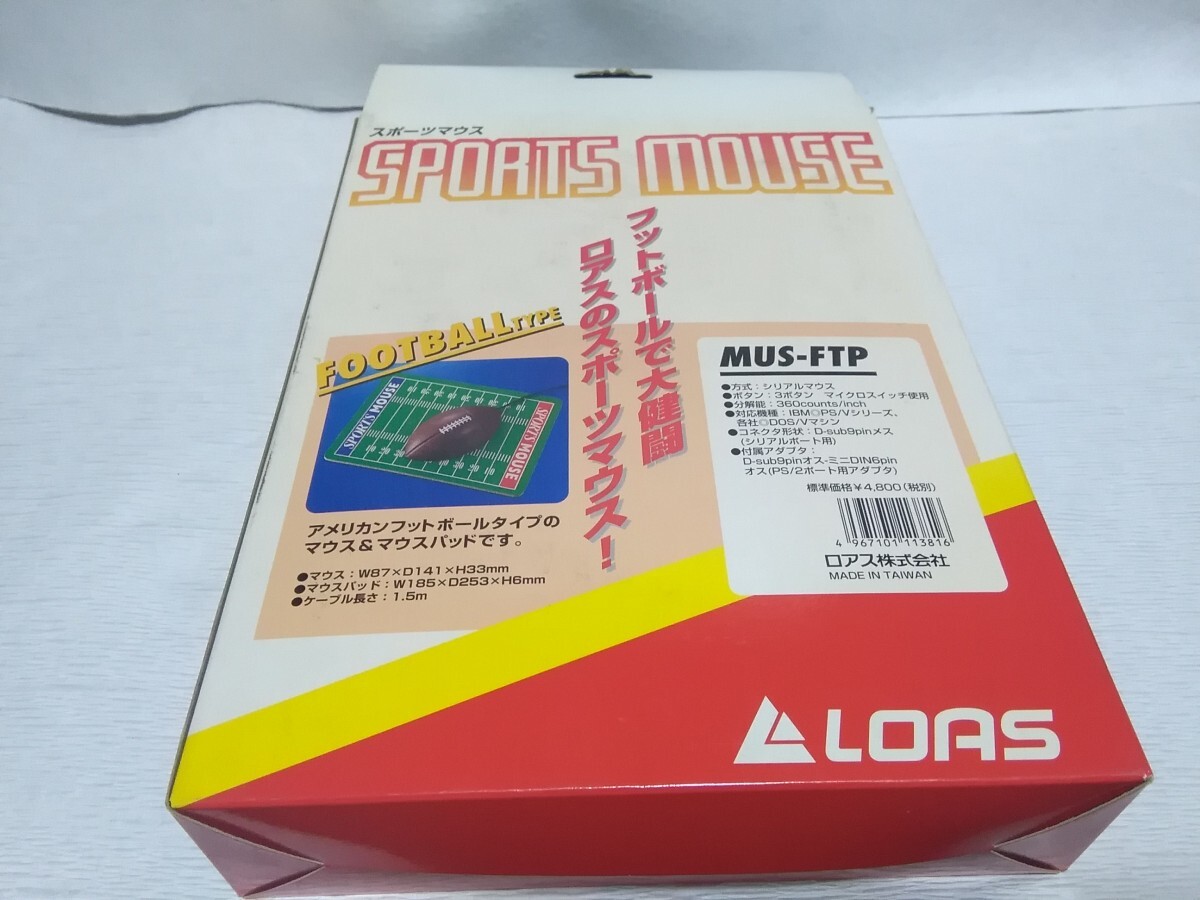 スポーツマウス
SPORTS MOUSE
フットボールで大健闘
ロアスのスポーツマウス!
FOOTBALL TYPE
SPORTS MOUSE
SPORTS MOUSE
アメリカンフットボールタイプの
マウス&マウスパッドです。
●マウス:W87×D141×H33mm
●マウスパッド:W185×D253×H6mm
●ケーブル長さ:1.5m
MUS-FTP
●方式:シリアルマウス
●ボタン:3ボタン マイクロスイッチ使用
●分解能:360counts/inch
●対応機種:IBM◎PS/Vシリーズ、
各社◎DOS/Vマシン
●コネクタ形状:D-sub9pinメス
(シリアルポート用)
●付属アダプタ:
D-sub9pinオス-ミニDIN6pin
オス(PS/2ポート用アダプタ)
標準価格¥4,800(税別)
4 967101 113816
ロアス株式会社
MADE IN TAIWAN
LOAS